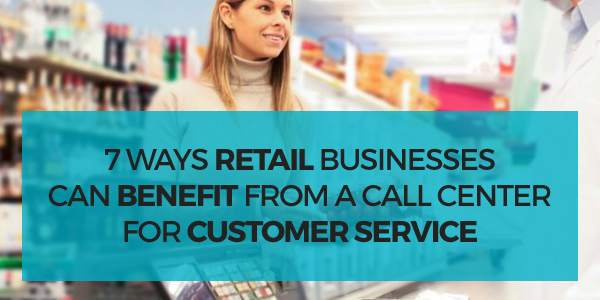 7 WAYS RETAIL BUSINESSES
CAN BENEFIT FROM A CALL CENTER
FOR CUSTOMER SERVICE